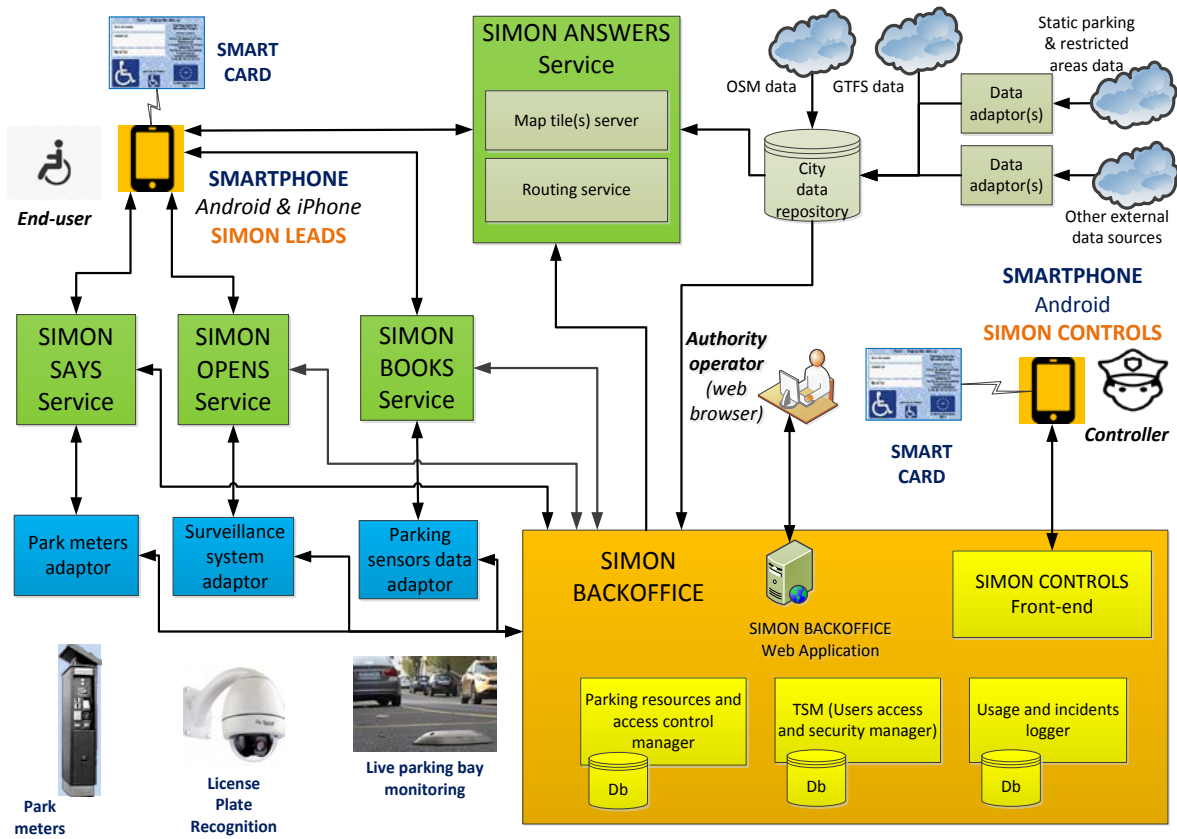 SMART
CARD
End-user
SMARTPHONE
Android & iPhone
SIMON LEADS
SIMON ANSWERS
Service
Map tile(s) server
Routing service
OSM data
GTFS data
City
data
repository
Static parking
& restricted
areas data
Data
adaptor(s)
Data
adaptor(s)
Other external
data sources
SIMON
SAYS
Service
SIMON
OPENS
Service
SIMON
BOOKS
Service
Authority
operator
(web
browser)
SMARTPHONE
Android
SIMON CONTROLS
SMART
CARD
Controller
Park meters
adaptor
Surveillance
system
adaptor
Parking
sensors data
adaptor
SIMON
BACKOFFICE
SIMON BACKOFFICE
Web Application
SIMON CONTROLS
Front-end
Parking resources and
access control
manager
Db
TSM (Users access
and security manager)
Db
Usage and incidents
logger
Db
Park
meters
License
Plate
Recognition
Live parking bay
monitoring